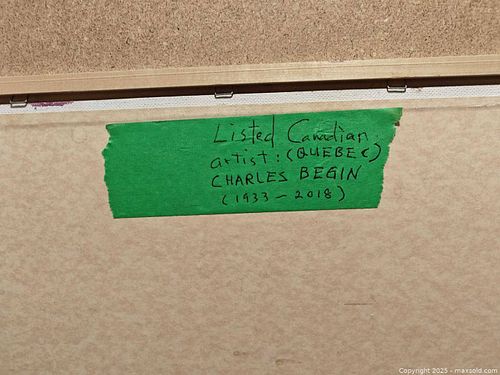 Listed Canadian
artist: (QUEBEC)
CHARLES BEGIN
(1933 - 2018)
Copyright 2025 - maxsold.com